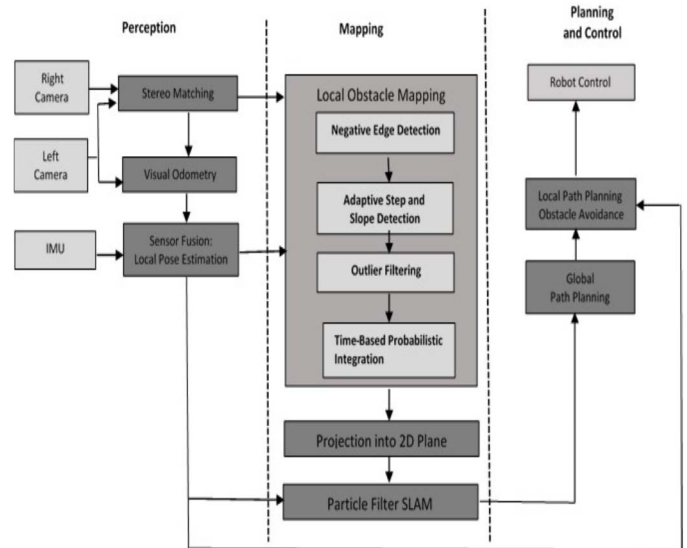 Perception
Mapping
Planning
and Control
Right
Camera
Stereo Matching
Left
Camera
Visual Odometry
IMU
Sensor Fusion:
Local Pose Estimation
Local Obstacle Mapping
Negative Edge Detection
Adaptive Step and
Slope Detection
Outlier Filtering
Time-Based Probabilistic
Integration
Projection into 2D Plane
Particle Filter SLAM
Robot Control
Local Path Planning
Obstacle Avoidance
Global
Path Planning